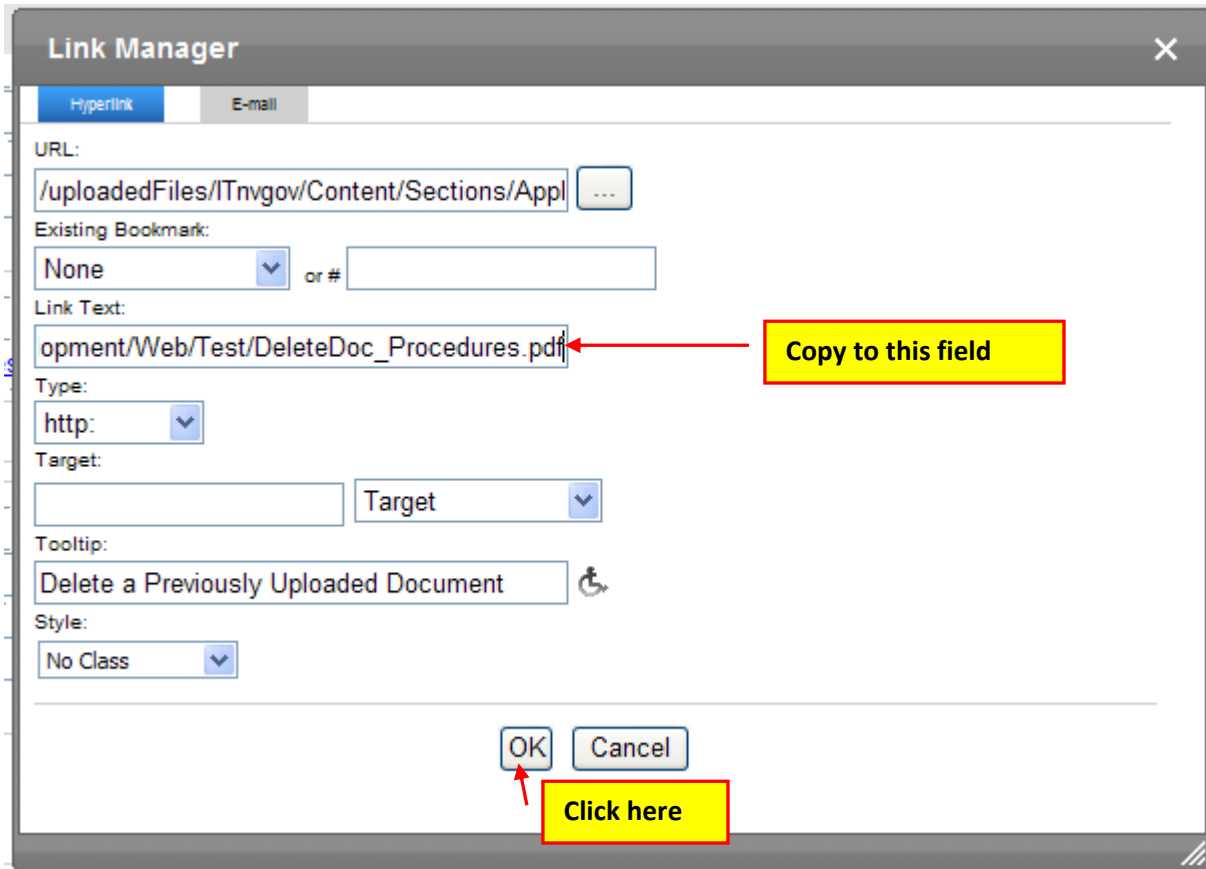 Link Manager
Hyperlink E-mail
URL:
/uploadedFiles/ITnvgov/Content/Sections/Appl ...
Existing Bookmark:
None or #
Link Text:
opment/Web/Test/DeleteDoc_Procedures.pdf Copy to this field
Type:
http:
Target:
Target
Tooltip:
Delete a Previously Uploaded Document
Style:
No Class
OK Cancel
Click here